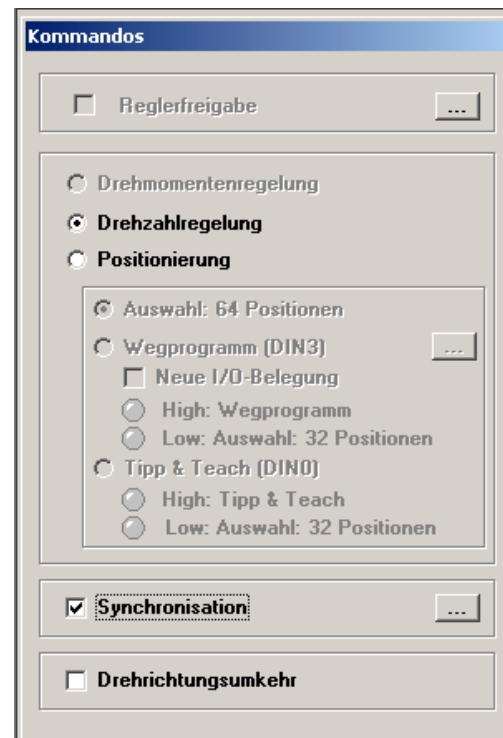 Kommandos
Reglerfreigabe ...
Drehmomentenregelung
Drehzahlregelung
Positionierung
Auswahl: 64 Positionen
Wegprogramm (DIN3) ...
Neue I/O-Belegung
High: Wegprogramm
Low: Auswahl: 32 Positionen
Tipp & Teach (DIN0)
High: Tipp & Teach
Low: Auswahl: 32 Positionen
Synchronisation ...
Drehrichtungsumkehr